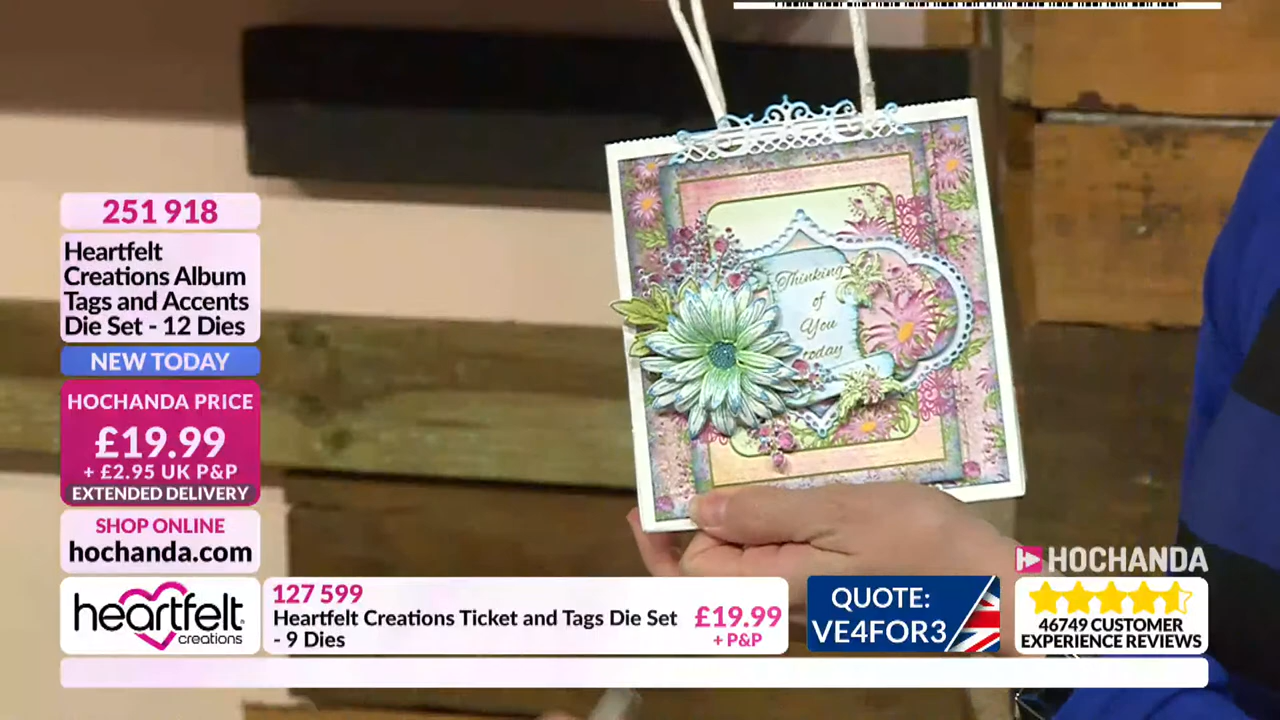 251 918
Heartfelt
Creations Album
Tags and Accents
Die Set - 12 Dies
NEW TODAY
HOCHANDA PRICE
£19.99
+ £2.95 UK P&P
EXTENDED DELIVERY
SHOP ONLINE
hochanda.com
Thinking
of
You
today
heartfelt
creations
127 599
Heartfelt Creations Ticket and Tags Die Set
- 9 Dies
£19.99
+ P&P
QUOTE:
VE4FOR3
HOCHANDA
46749 CUSTOMER
EXPERIENCE REVIEWS